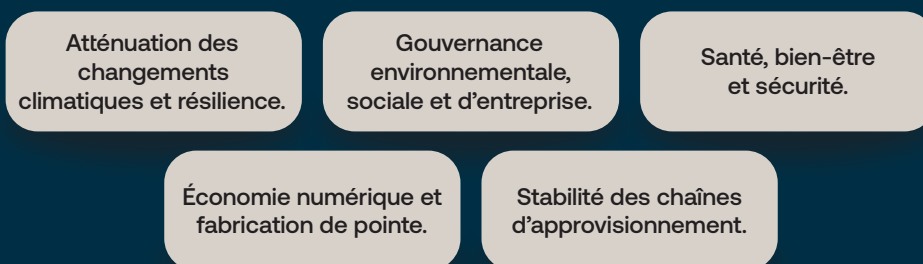 Atténuation des
changements
climatiques et résilience.
Gouvernance
environnementale,
sociale et d'entreprise.
Santé, bien-être
et sécurité.
Économie numérique et
fabrication de pointe.
Stabilité des chaînes
d'approvisionnement.